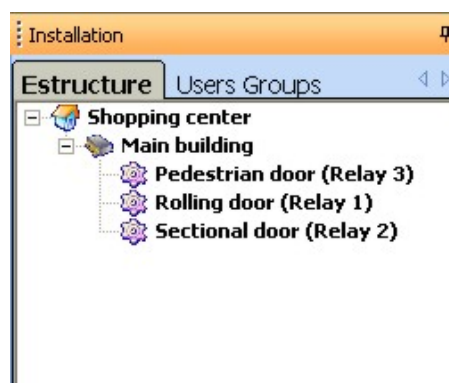 Installation
Estructure Users Groups
Shopping center
Main building
Pedestrian door (Relay 3)
Rolling door (Relay 1)
Sectional door (Relay 2)